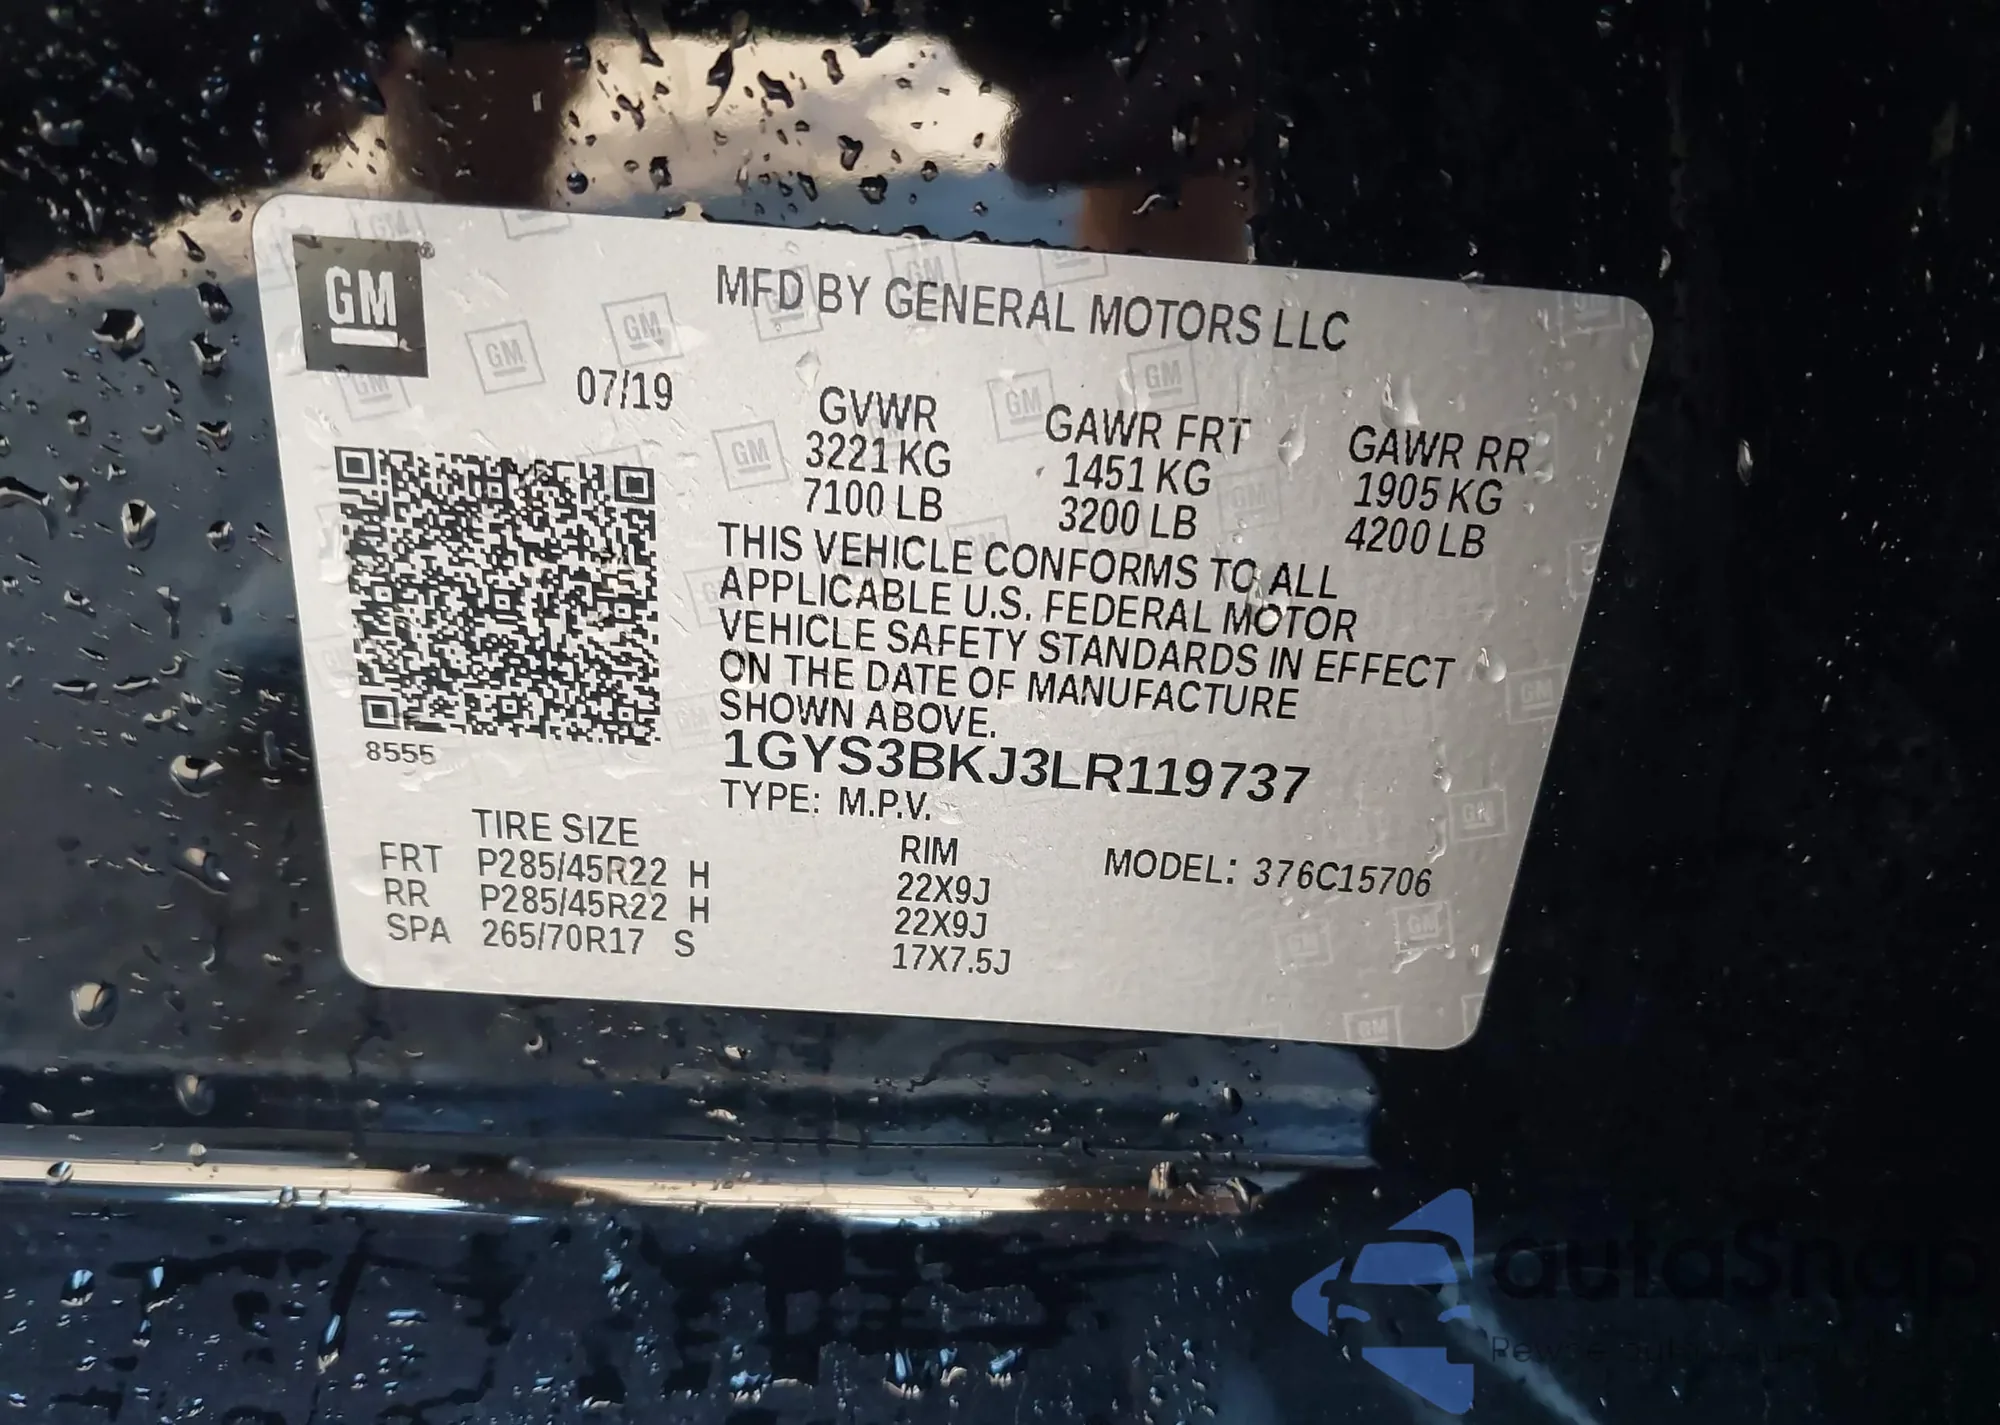 GM
MFD BY GENERAL MOTORS LLC
07/19
GVWR GAWR FRT GAWR RR
3221 KG 1451 KG 1905 KG
7100 LB 3200 LB 4200 LB
THIS VEHICLE CONFORMS TO ALL
APPLICABLE U.S. FEDERAL MOTOR
VEHICLE SAFETY STANDARDS IN EFFECT
ON THE DATE OF MANUFACTURE
SHOWN ABOVE.
8555
1GYS3BKJ3LR119737
TYPE: M.P.V.
TIRE SIZE RIM MODEL: 376C15706
FRT P285/45R22 H 22X9J
RR P285/45R22 H 22X9J
SPA 265/70R17 S 17X7.5J
autaSnap